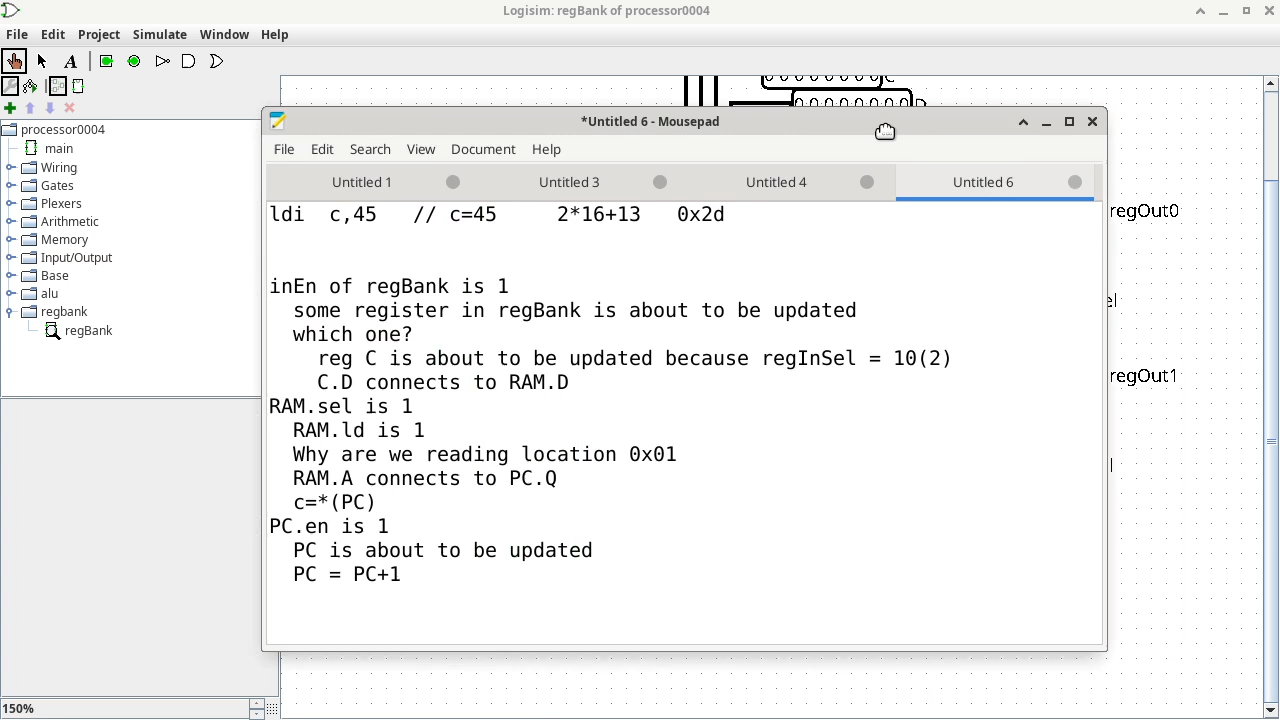 Logisim: regBank of processor0004
File Edit Project Simulate Window Help
processor0004
main
Wiring
Gates
Plexers
Arithmetic
Memory
Input/Output
Base
alu
regbank
regBank
150%
*Untitled 6 - Mousepad
File Edit Search View Document Help
Untitled 1 Untitled 3 Untitled 4 Untitled 6
ldi  c,45   // c=45     2*16+13   0x2d
inEn of regBank is 1
  some register in regBank is about to be updated
  which one?
    reg C is about to be updated because regInSel = 10(2)
    C.D connects to RAM.D
RAM.sel is 1
  RAM.ld is 1
  Why are we reading location 0x01
  RAM.A connects to PC.Q
  c=*(PC)
PC.en is 1
  PC is about to be updated
  PC = PC+1
regOut0
regOut1